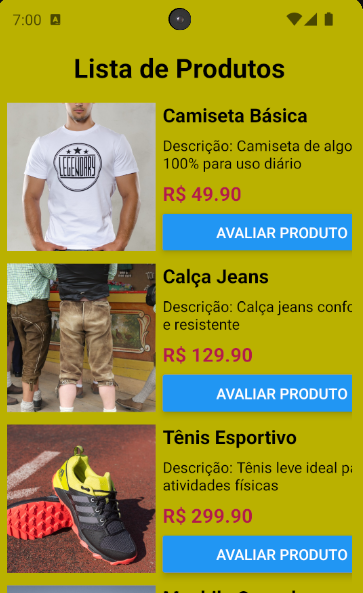 7:00
Lista de Produtos
LEGENDARY
Camiseta Básica
Descrição: Camiseta de algo
100% para uso diário
R$ 49.90
AVALIAR PRODUTO
Calça Jeans
Descrição: Calça jeans confo
e resistente
R$ 129.90
AVALIAR PRODUTO
Tênis Esportivo
Descrição: Tênis leve ideal pa
atividades físicas
R$ 299.90
AVALIAR PRODUTO